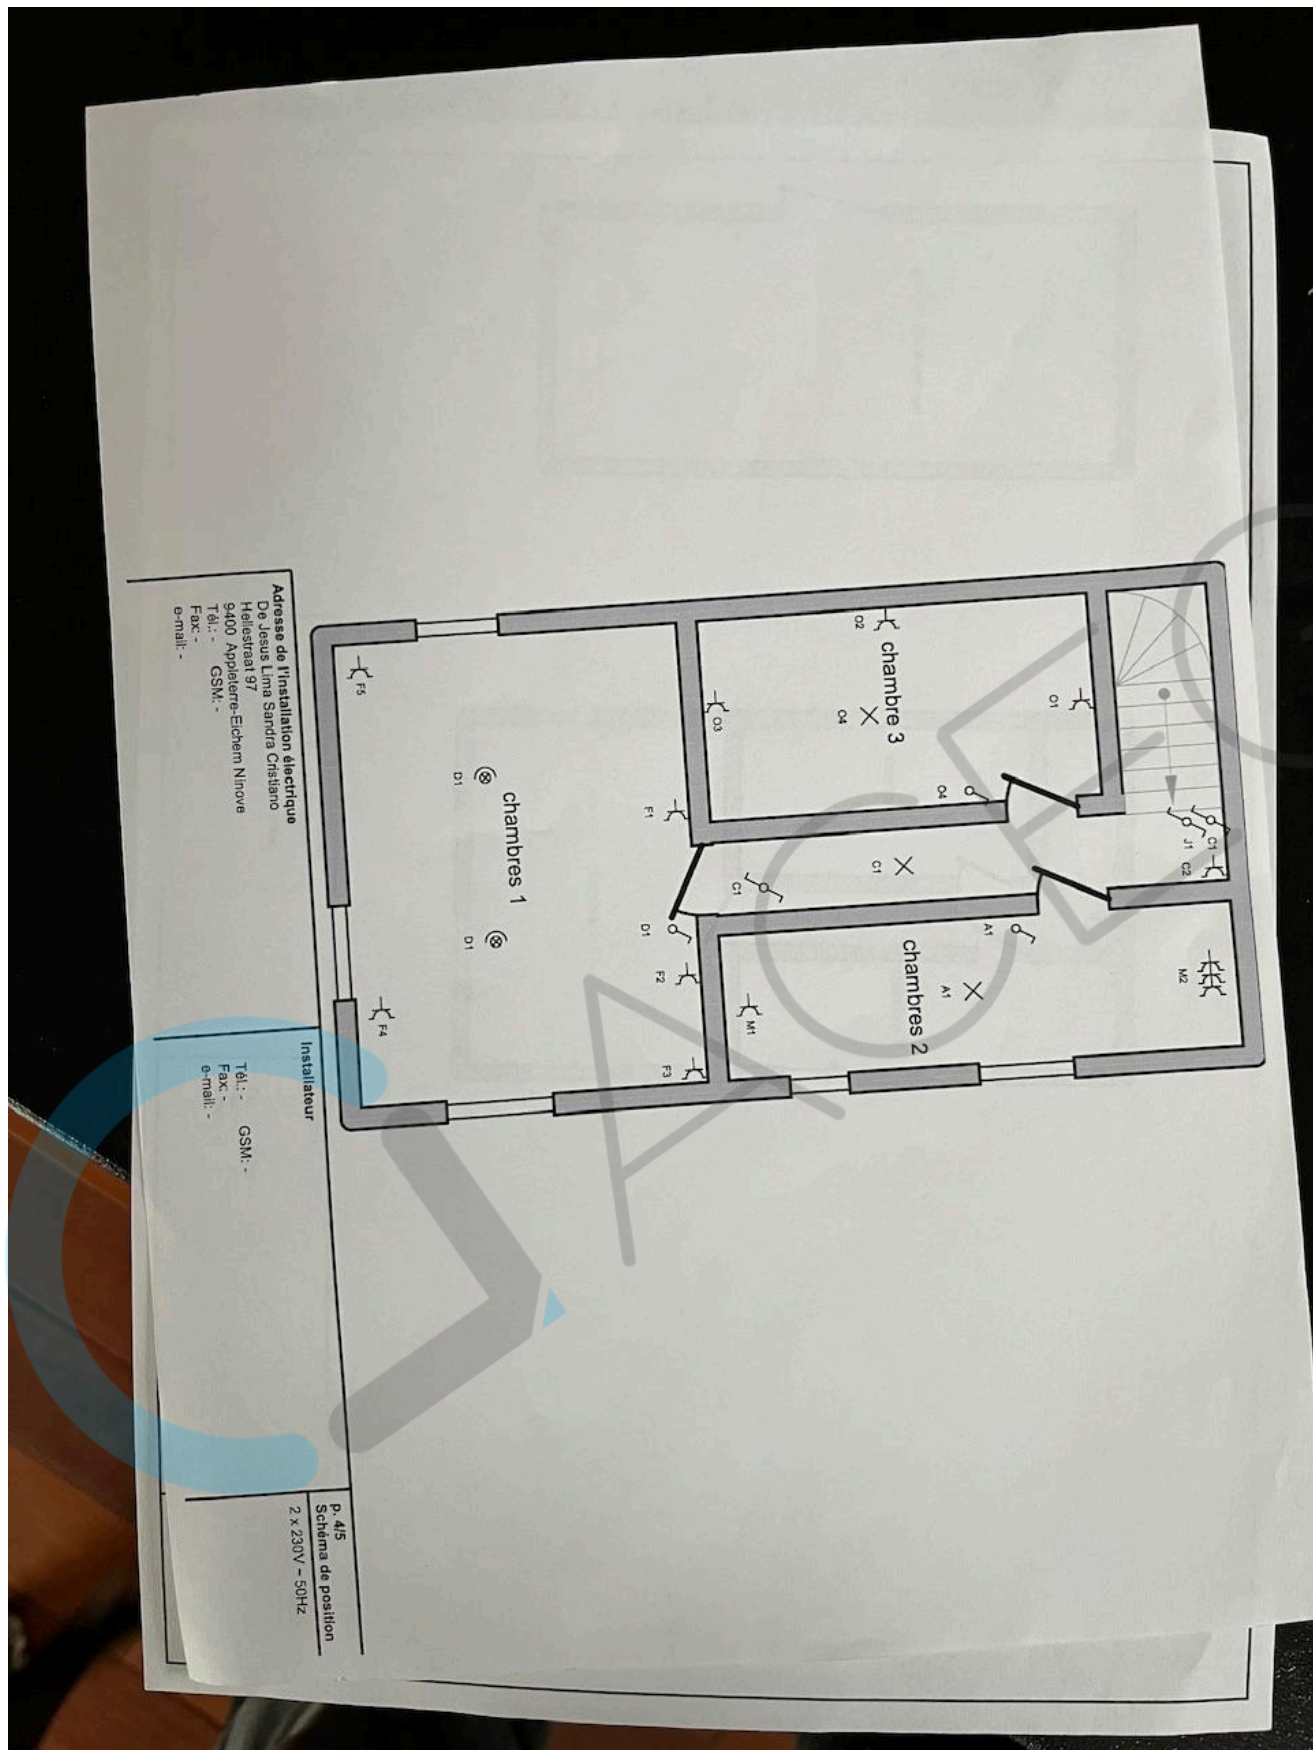 O2
chambre 3
O1
O3
O4
O4
F5
D1
chambres 1
F1
C1
C1
J1
C2
C1
D1
D1
A1
F2
chambres 2
A1
M2
M1
F4
F3
Adresse de l'installation électrique
De Jesus Lima Sandra Cristiano
Hellestraat 97
9400 Appleterre-Eichem Ninove
Tél.: - GSM: -
Fax: -
e-mail: -
Installateur
Tél.: - GSM: -
Fax: -
e-mail: -
p. 4/5
Schéma de position
2 x 230V ~ 50Hz
ACE